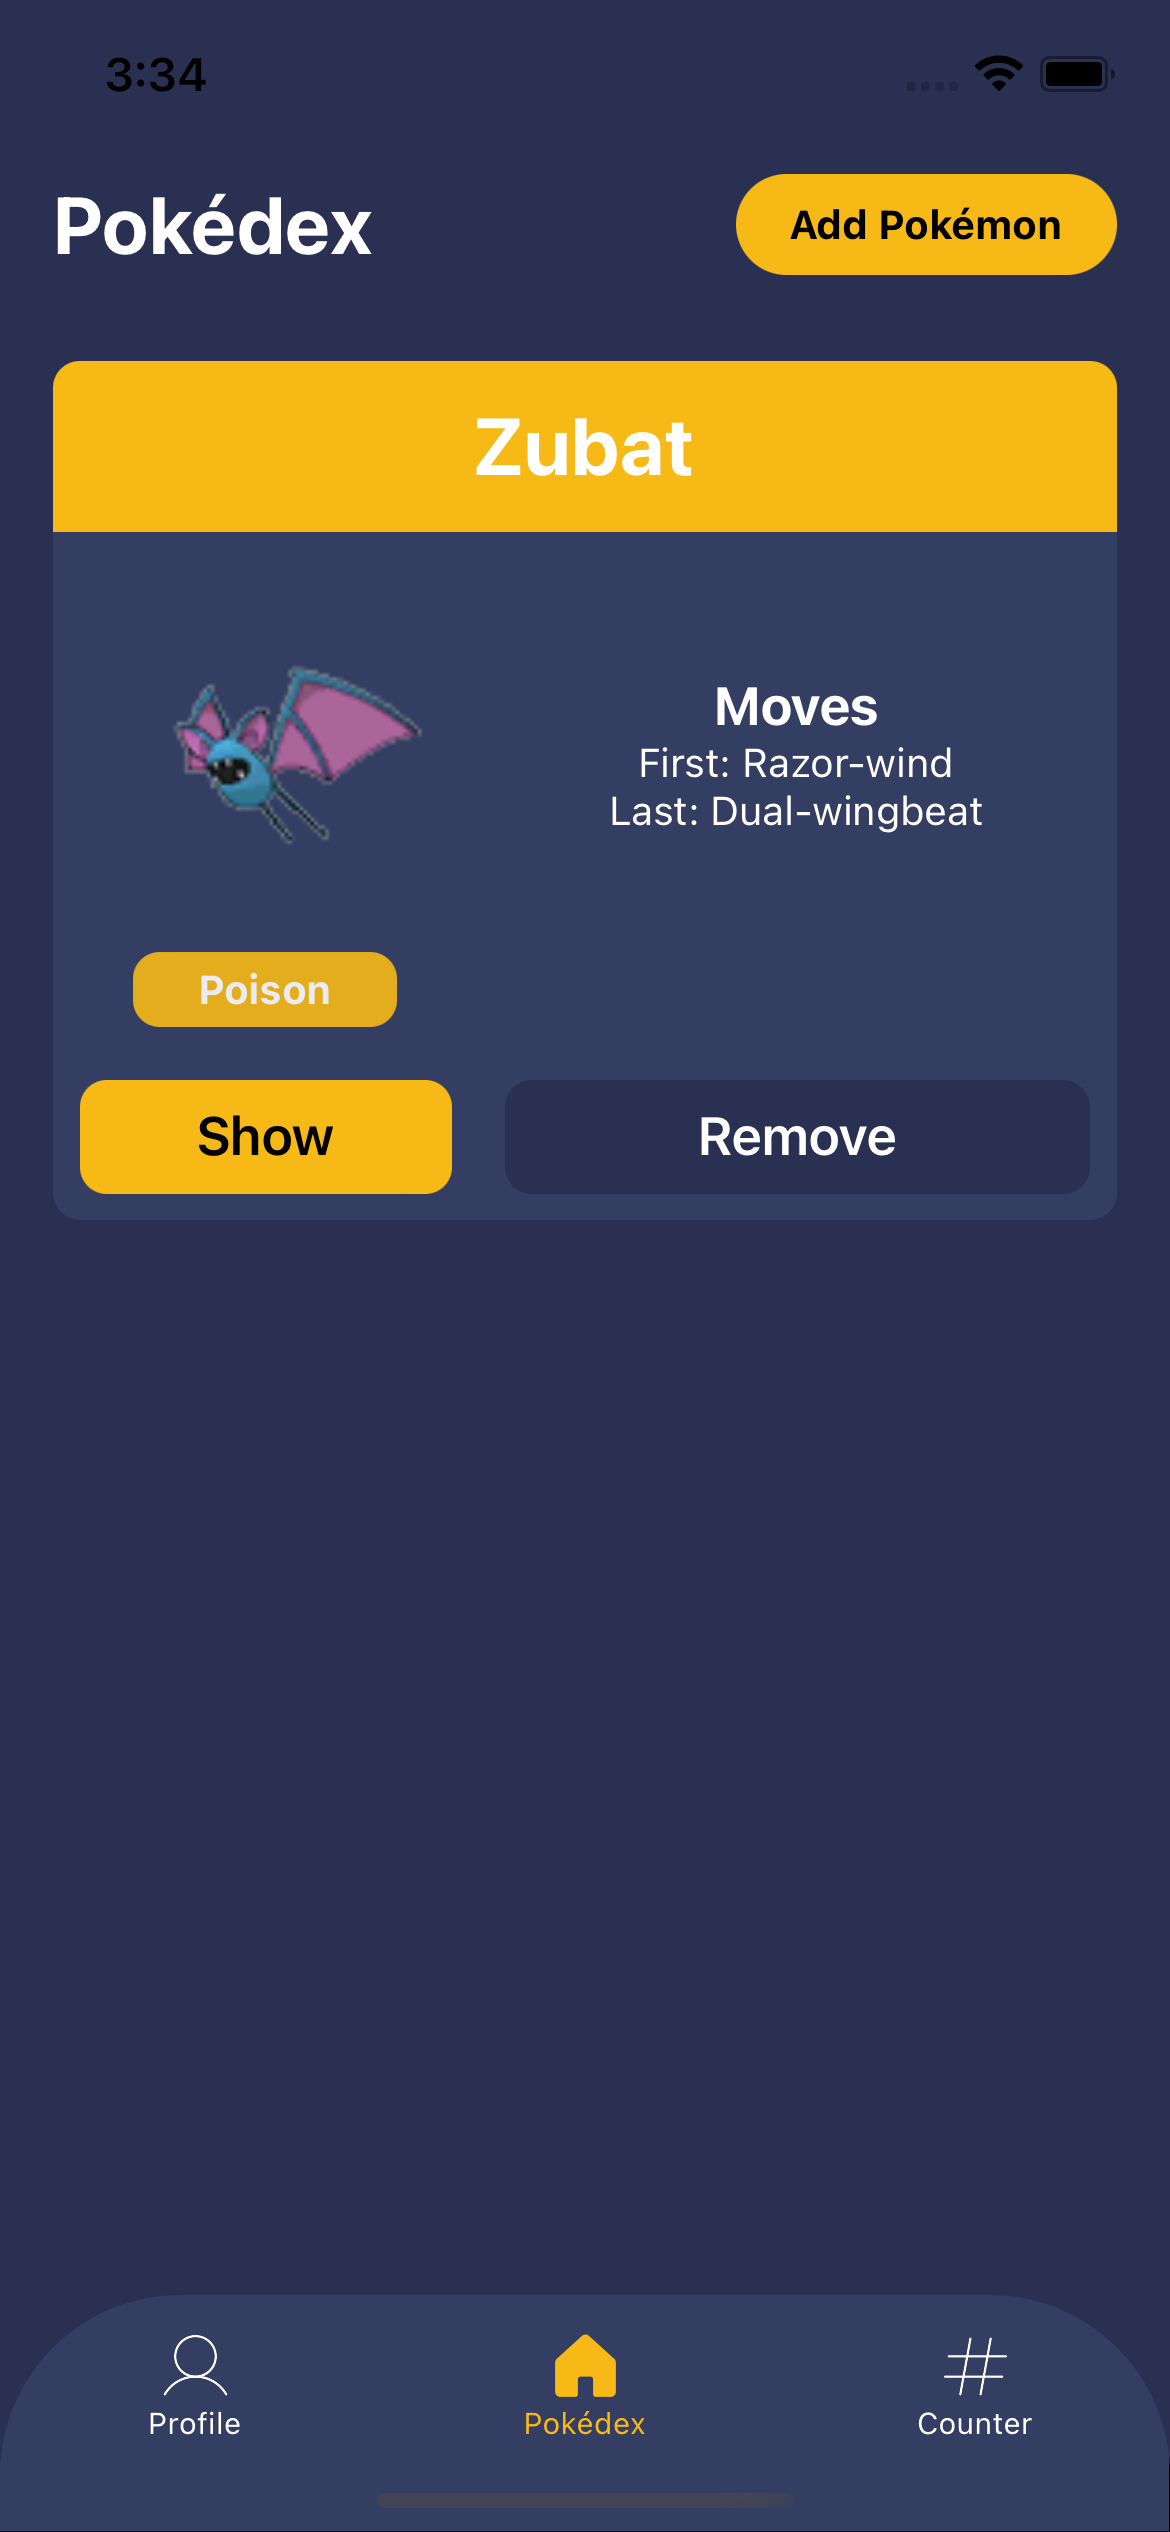 3:34
Pokédex
Add Pokémon
Zubat
Moves
First: Razor-wind
Last: Dual-wingbeat
Poison
Show
Remove
Profile
Pokédex
Counter